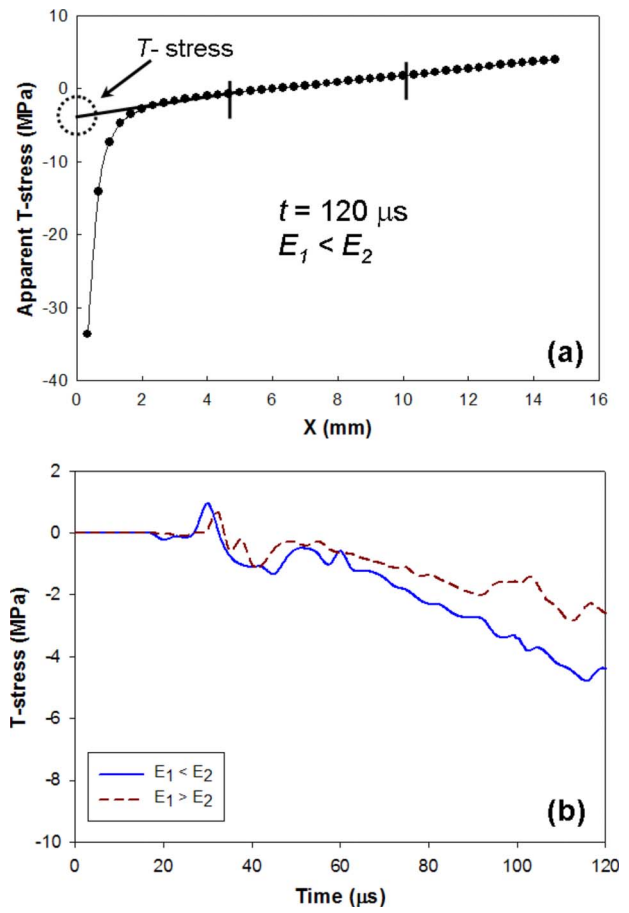 10
T- stress
0
-10
-20
-30
-40
Apparent T-stress (MPa)
t = 120 μs
E1 < E2
(a)
0 2 4 6 8 10 12 14 16
X (mm)
2
0
-2
-4
-6
-8
-10
T-stress (MPa)
E1 < E2
E1 > E2
(b)
0 20 40 60 80 100 120
Time (μs)